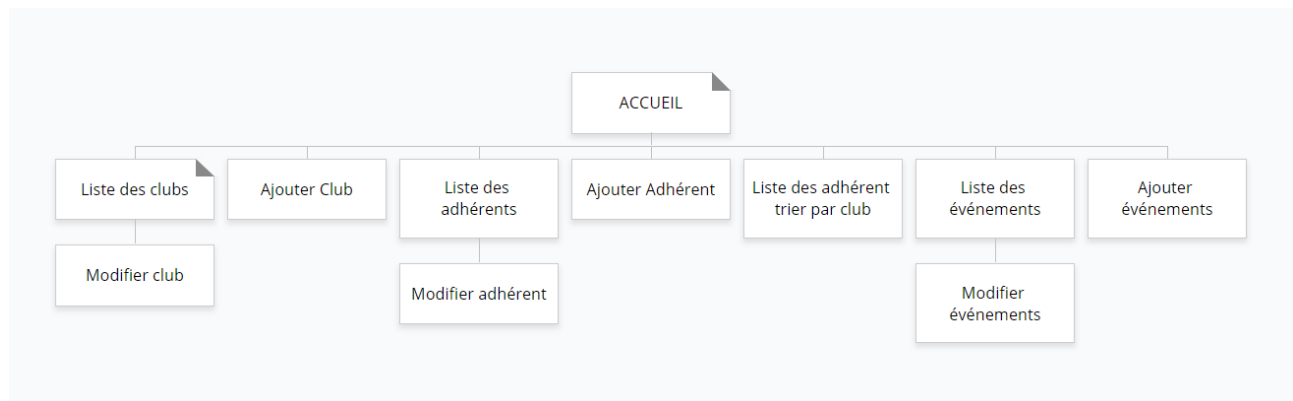 ACCUEIL
Liste des clubs
Ajouter Club
Liste des
adhérents
Ajouter Adhérent
Liste des adhérent
trier par club
Liste des
événements
Ajouter
événements
Modifier club
Modifier adhérent
Modifier
événements